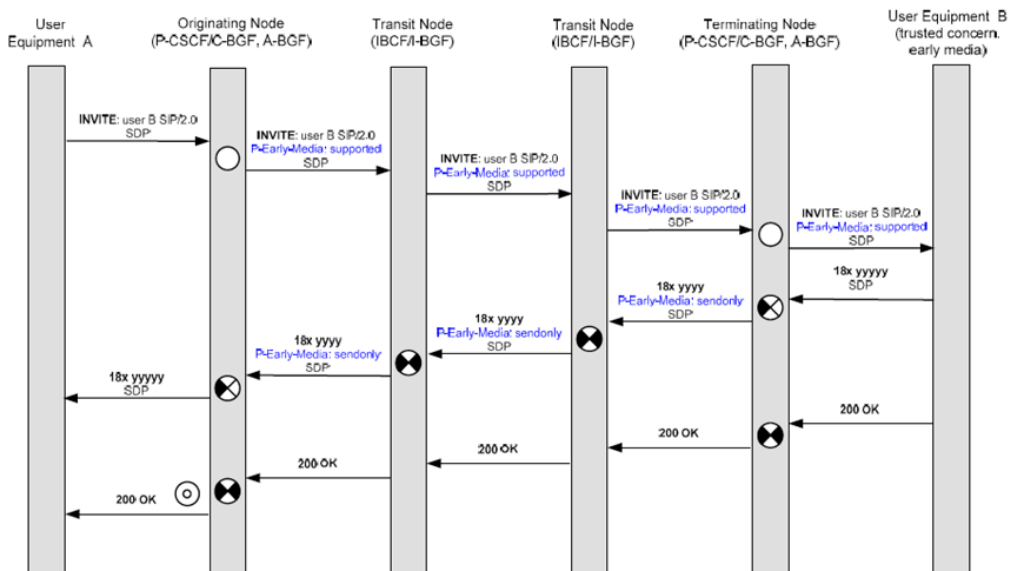 User
Equipment A
Originating Node
(P-CSCF/C-BGF, A-BGF)
Transit Node
(IBCF/I-BGF)
Transit Node
(IBCF/I-BGF)
Terminating Node
(P-CSCF/C-BGF, A-BGF)
User Equipment B
(trusted concern.
early media)
INVITE: user B SIP/2.0
SDP
INVITE: user B SIP/2.0
P-Early-Media: supported
SDP
INVITE: user B SIP/2.0
P-Early-Media: supported
SDP
INVITE: user B SIP/2.0
P-Early-Media: supported
SDP
INVITE: user B SIP/2.0
P-Early-Media: supported
SDP
18x yyyyy
SDP
18x yyyy
P-Early-Media: sendonly
SDP
18x yyyy
P-Early-Media: sendonly
SDP
18x yyyy
P-Early-Media: sendonly
SDP
18x yyyyy
SDP
200 OK
200 OK
200 OK
200 OK
200 OK